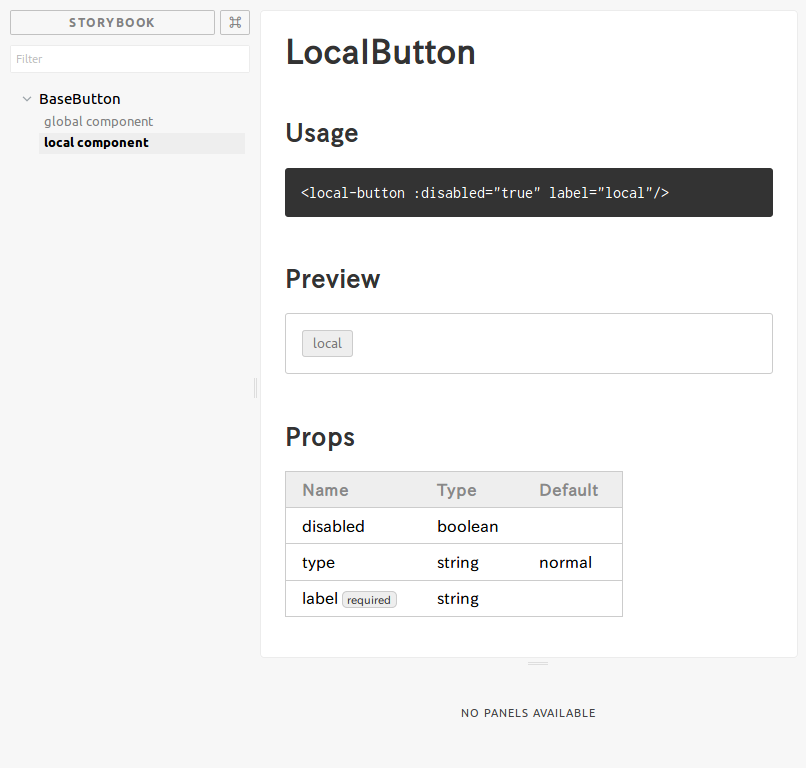 STORYBOOK ⌘
Filter
BaseButton
global component
local component
LocalButton
Usage
<local-button :disabled="true" label="local"/>
Preview
local
Props
Name Type Default
disabled boolean
type string normal
label required string
NO PANELS AVAILABLE